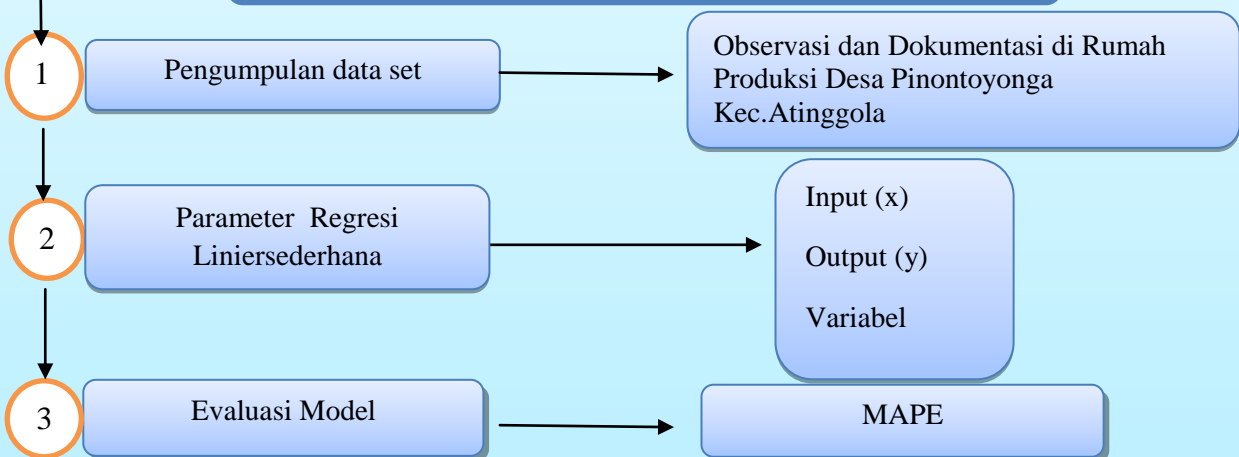 1
Pengumpulan data set
Observasi dan Dokumentasi di Rumah
Produksi Desa Pinontoyonga
Kec.Atinggola
2
Parameter Regresi
Liniersederhana
Input (x)
Output (y)
Variabel
3
Evaluasi Model
MAPE